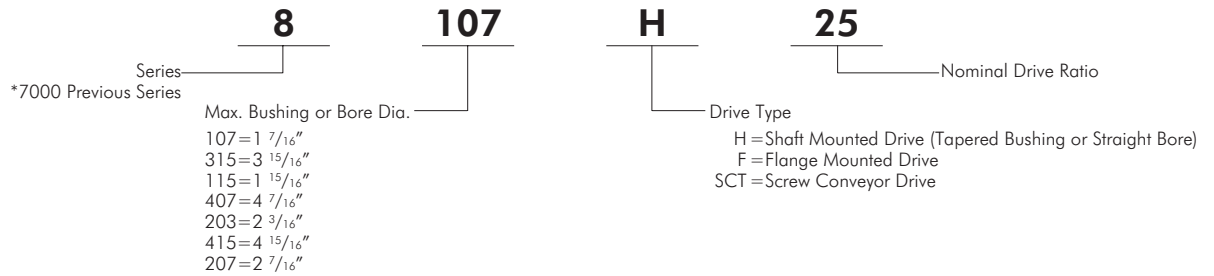 8 107 H 25
Series
*7000 Previous Series
Nominal Drive Ratio
Max. Bushing or Bore Dia.
107=1 7/16"
315=3 15/16"
115=1 15/16"
407=4 7/16"
203=2 3/16"
415=4 15/16"
207=2 7/16"
Drive Type
H =Shaft Mounted Drive (Tapered Bushing or Straight Bore)
F =Flange Mounted Drive
SCT =Screw Conveyor Drive